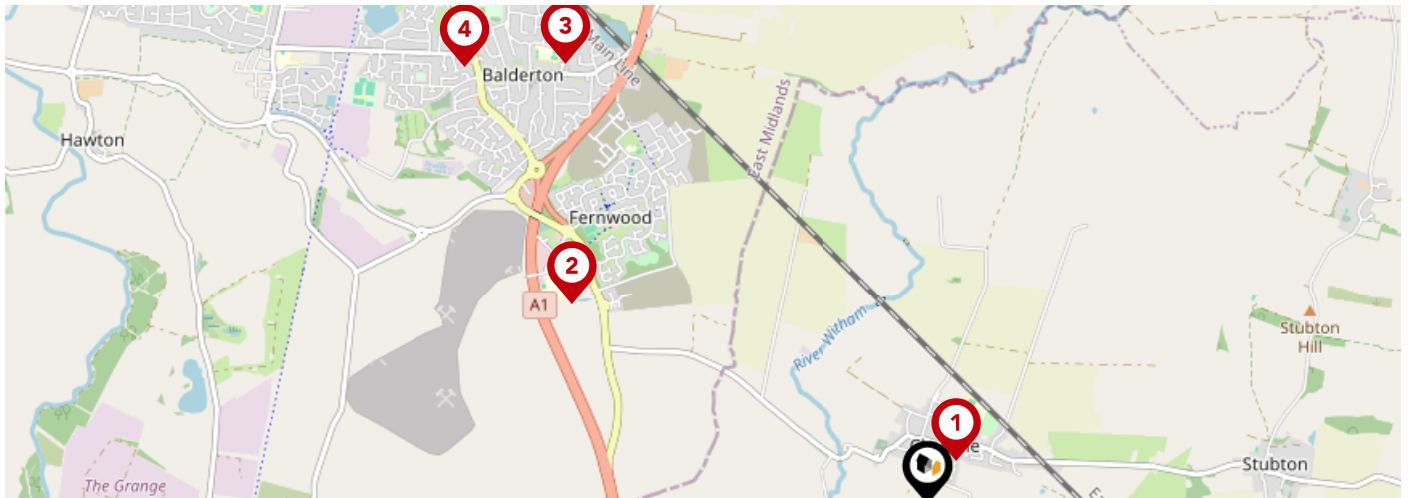 4
3
Main Line
Balderton
East Midlands
Hawton
Fernwood
2
A1
River Witham
Stubton
Hill
1
Stubton
The Grange